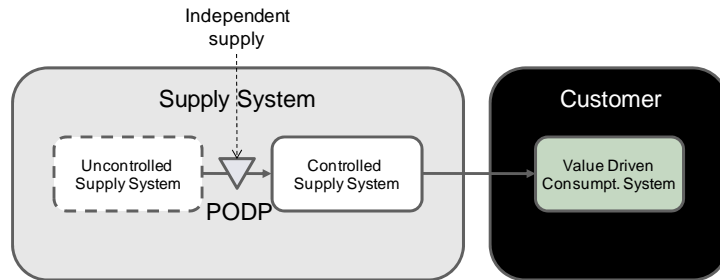 Independent
supply
Supply System
Customer
Uncontrolled
Supply System
Controlled
Supply System
Value Driven
Consumpt. System
PODP